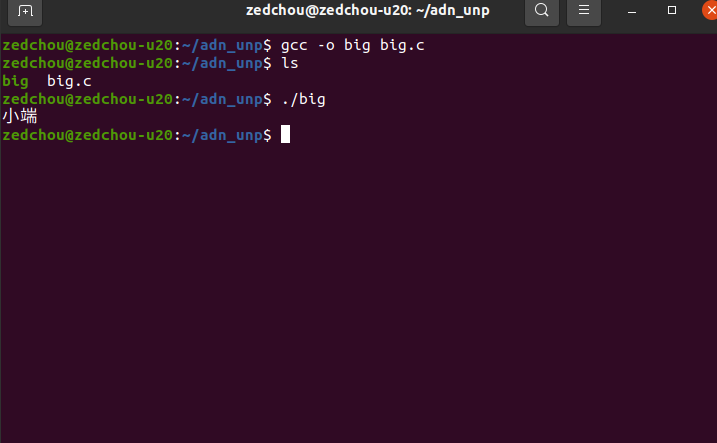 zedchou@zedchou-u20: ~/adn_unp
zedchou@zedchou-u20:~/adn_unp$ gcc -o big big.c
zedchou@zedchou-u20:~/adn_unp$ ls
big  big.c
zedchou@zedchou-u20:~/adn_unp$ ./big
小端
zedchou@zedchou-u20:~/adn_unp$